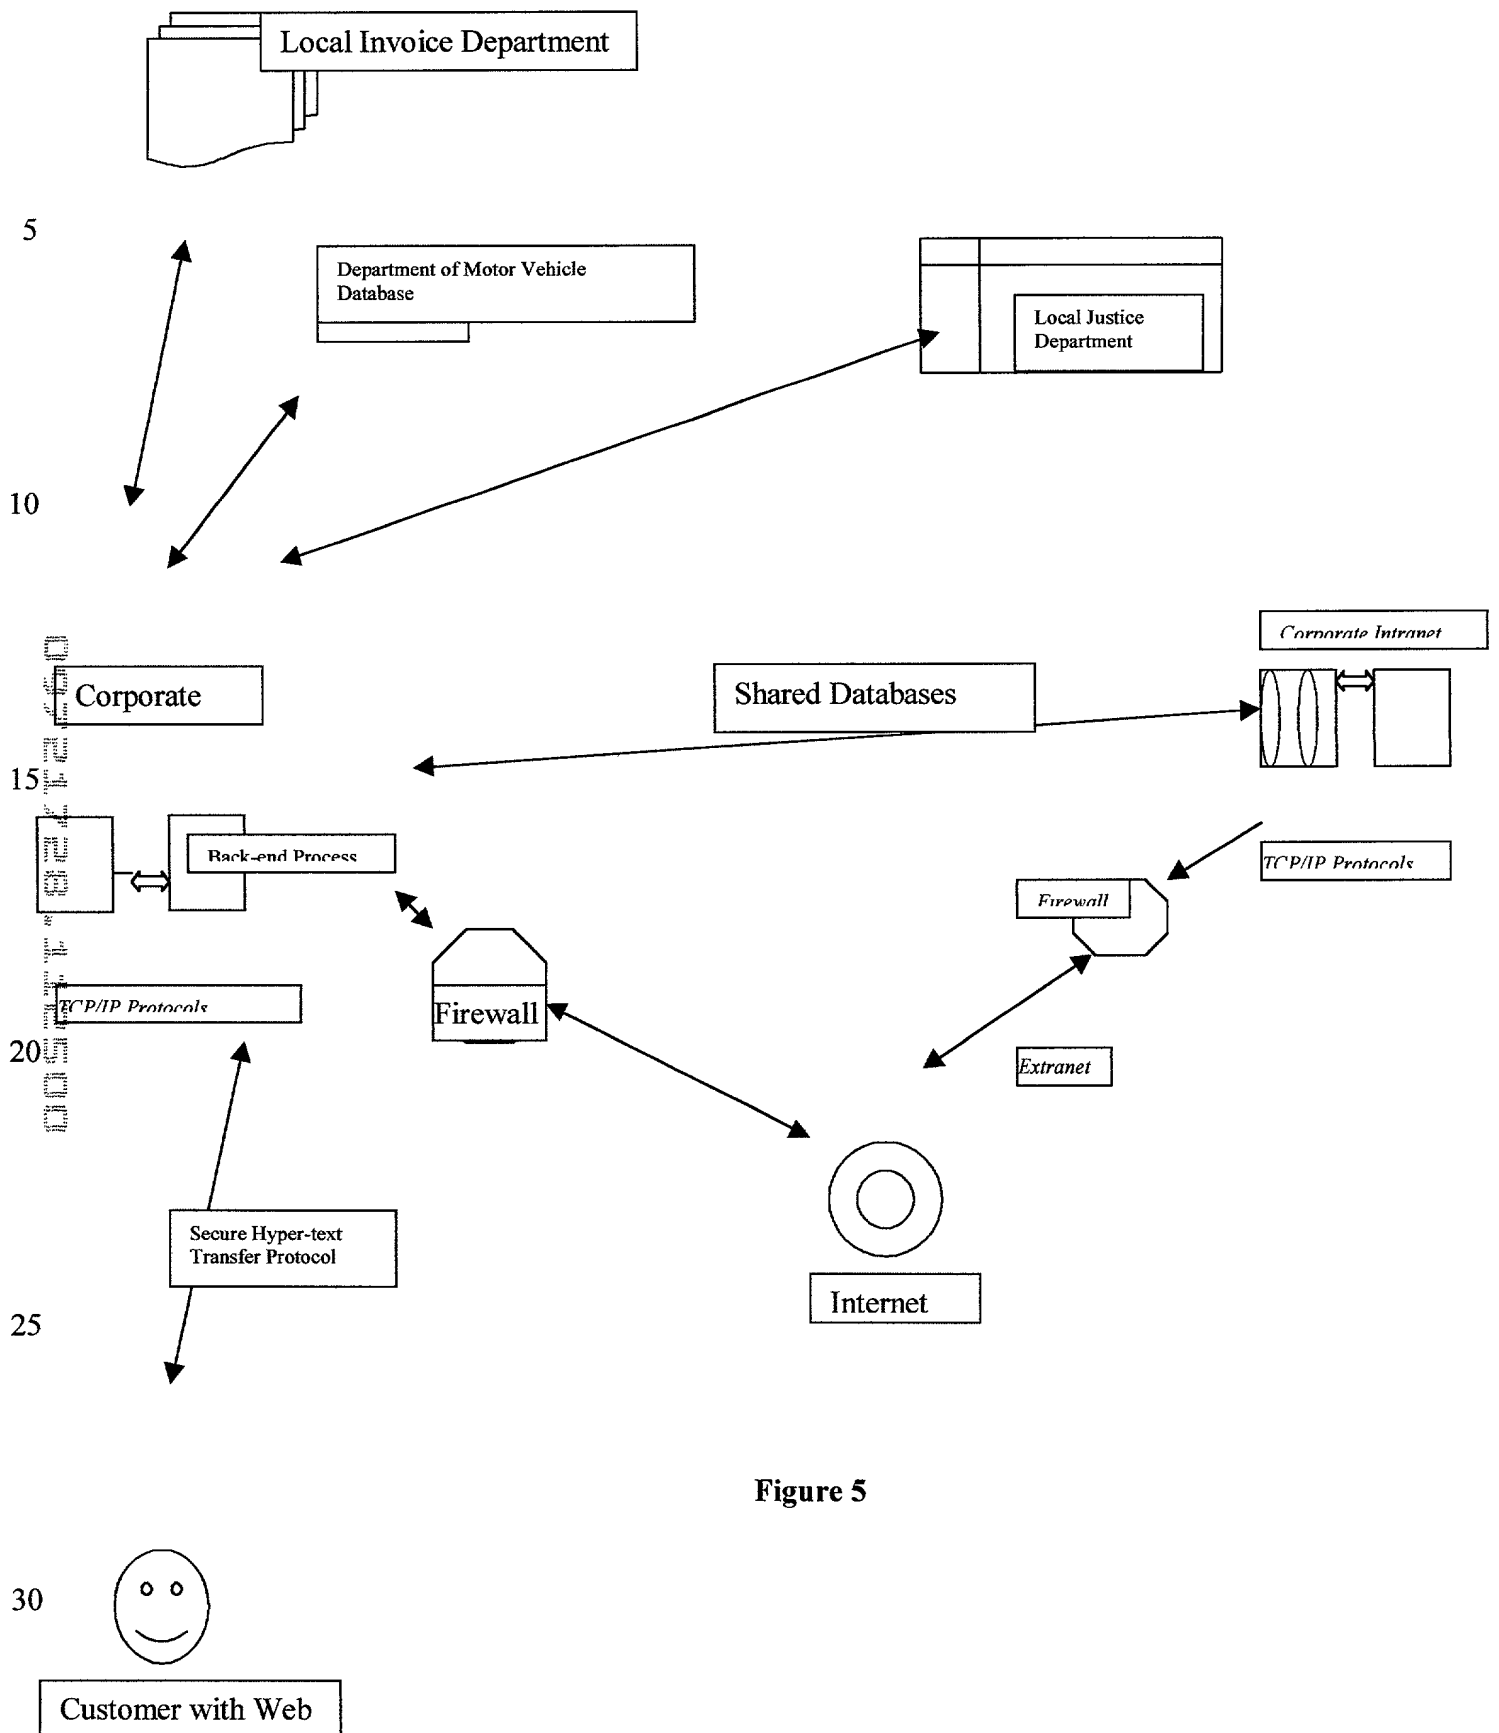 Local Invoice Department
5
Department of Motor Vehicle
Database
Local Justice
Department
10
Corporate Intranet
Corporate
Shared Databases
15
Back-end Process
TCP/IP Protocols
Firewall
TCP/IP Protocols
Firewall
20
Extranet
Secure Hyper-text
Transfer Protocol
Internet
25
Figure 5
30
Customer with Web